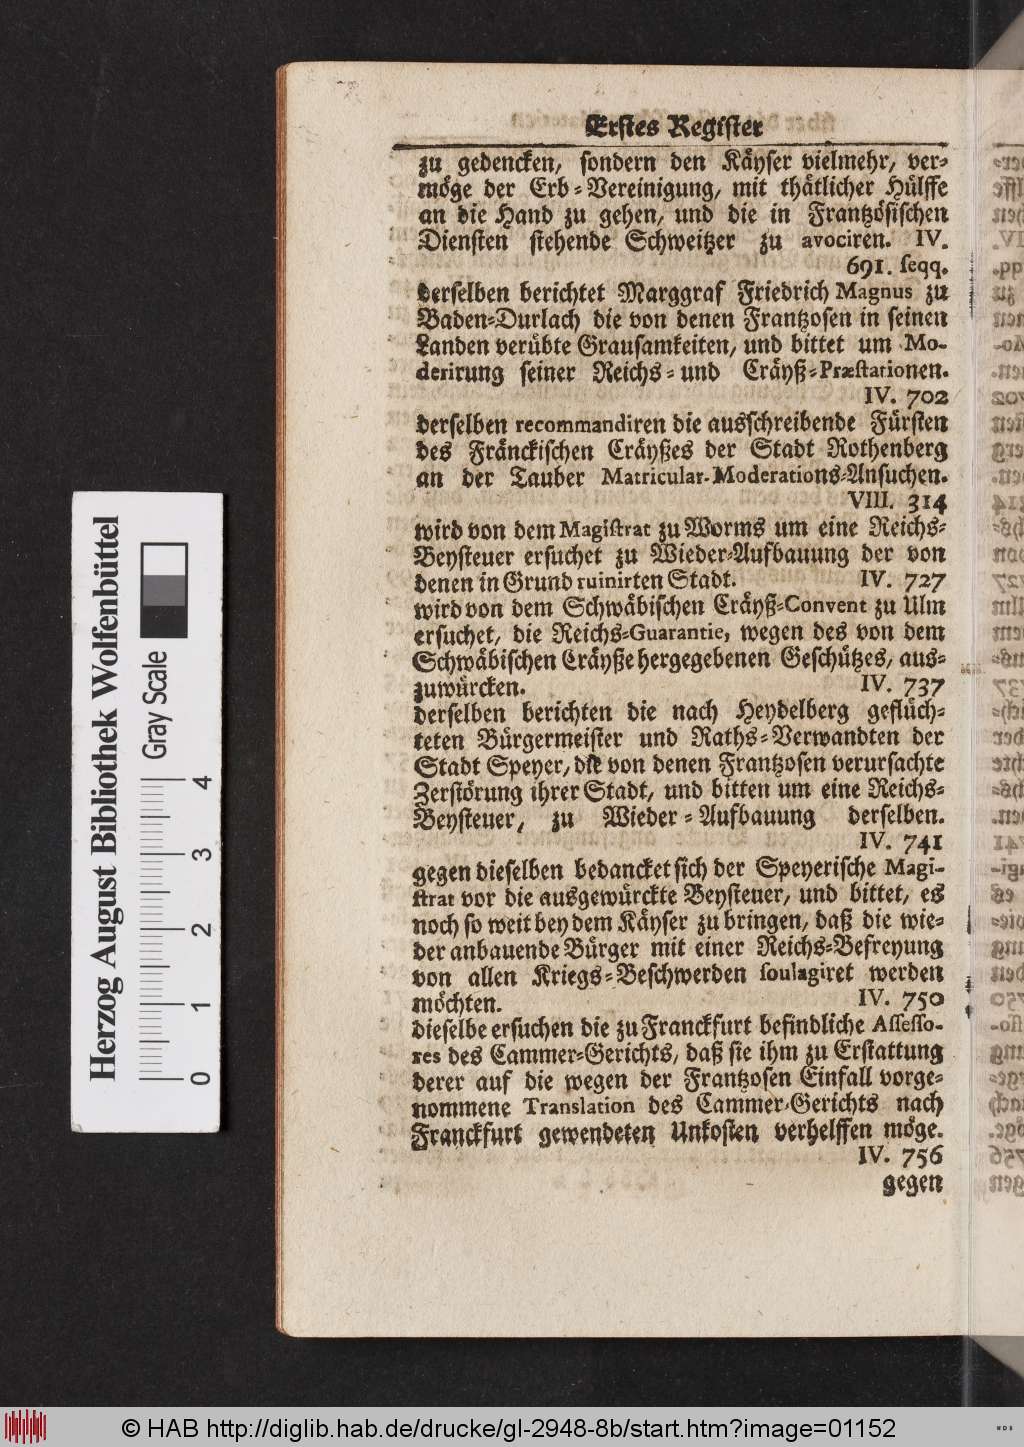 Erstes Register
zu gedencken, sondern den Käyser vielmehr, ver-
möge der Erb-Vereinigung, mit thätlicher Hülffe
an die Hand zu gehen, und die in Frantzösischen
Diensten stehende Schweitzer zu avociren. IV.
691. seqq.
derselben berichtet Marggraf Friedrich Magnus zu
Baden-Durlach die von denen Frantzosen in seinen
Landen verübte Grausamkeiten, und bittet um Mo-
derirung seiner Reichs- und Cräyß-Præstationen.
IV. 702
derselben recommandiren die ausschreibende Fürsten
des Fränckischen Cräyßes der Stadt Rothenberg
an der Tauber Matricular-Moderations-Ansuchen.
VIII. 314
wird von dem Magistrat zu Worms um eine Reichs-
Beysteuer ersuchet zu Wieder-Aufbauung der von
denen in Grund ruinirten Stadt. IV. 727
wird von dem Schwäbischen Cräyß-Convent zu Ulm
ersuchet, die Reichs-Guarantie, wegen des von dem
Schwäbischen Cräyße hergegebenen Geschützes, aus-
zuwürcken. IV. 737
derselben berichten die nach Heydelberg geflüch-
teten Bürgermeister und Raths-Verwandten der
Stadt Speyer, die von denen Frantzosen verursachte
Zerstörung ihrer Stadt, und bitten um eine Reichs-
Beysteuer, zu Wieder-Aufbauung derselben.
IV. 741
gegen dieselben bedancket sich der Speyerische Magi-
strat vor die ausgewürckte Beysteuer, und bittet, es
noch so weit bey dem Käyser zu bringen, daß die wie-
der anbauende Bürger mit einer Reichs-Befreyung
von allen Kriegs-Beschwerden soulagiret werden
möchten. IV. 750
dieselbe ersuchen die zu Franckfurt befindliche Assesso-
res des Cammer-Gerichts, daß sie ihm zu Erstattung
derer auf die wegen der Frantzosen Einfall vorge-
nommene Translation des Cammer-Gerichts nach
Franckfurt gewendeten Unkosten verhelffen möge.
IV. 756
gegen
Herzog August Bibliothek Wolfenbüttel
Gray Scale
0 1 2 3 4
© HAB http://diglib.hab.de/drucke/gl-2948-8b/start.htm?image=01152